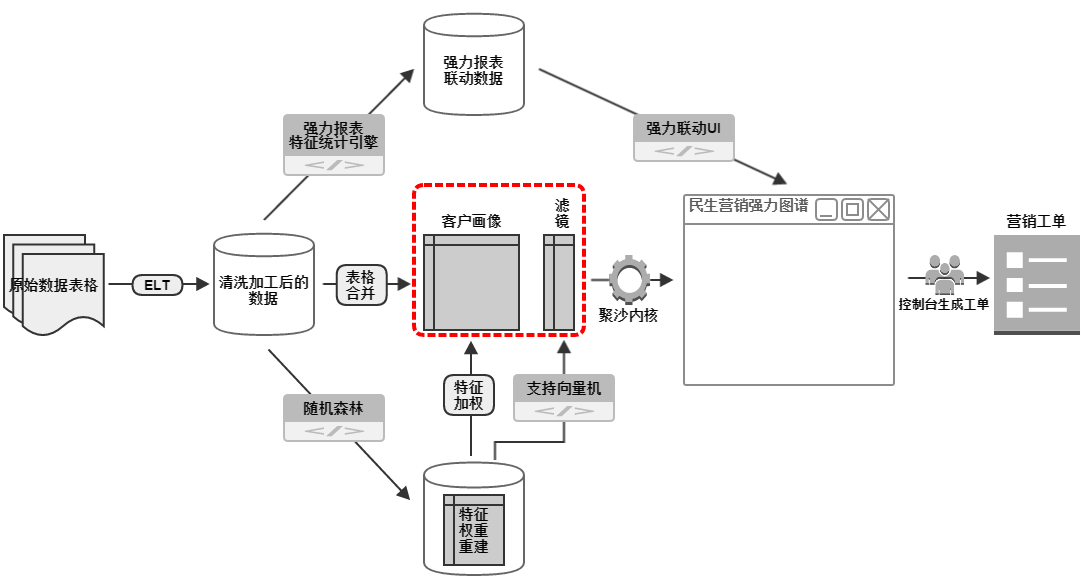 强力报表
联动数据
强力报表
特征统计引擎
</>
强力联动UI
</>
民生营销强力图谱
客户画像
滤
镜
营销工单
原始数据表格
ELT
清洗加工后的
数据
表格
合并
聚沙内核
控制台生成工单
随机森林
</>
特征
加权
支持向量机
</>
特征
权重
重建